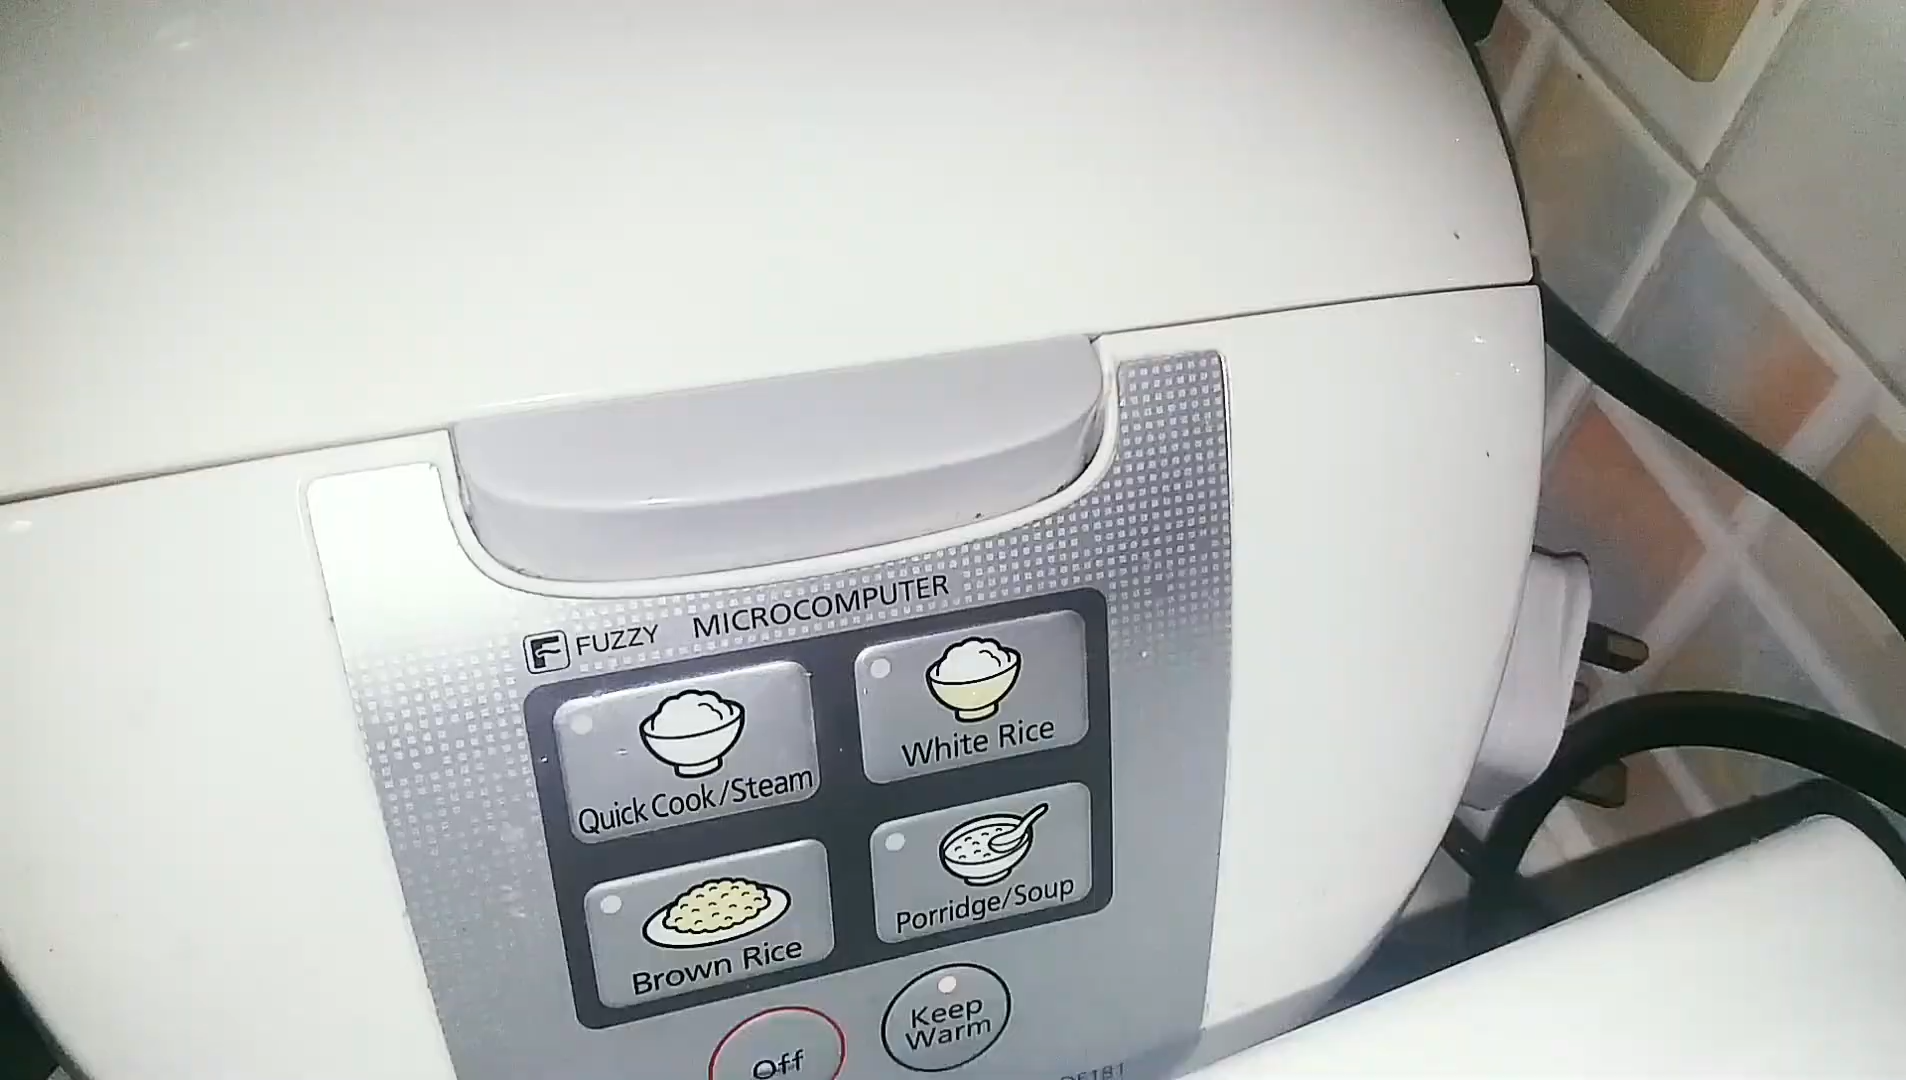 FUZZY MICROCOMPUTER
Quick Cook/Steam
White Rice
Brown Rice
Porridge/Soup
Off
Keep
Warm